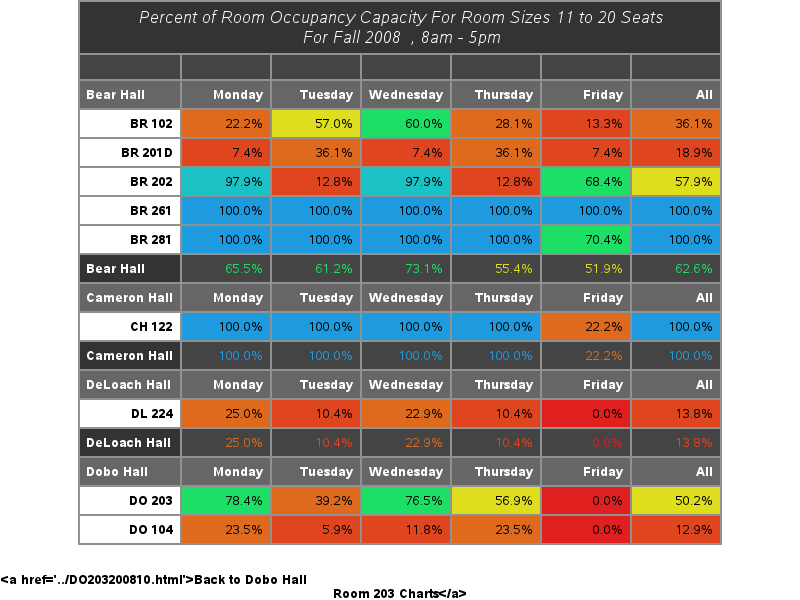 Percent of Room Occupancy Capacity For Room Sizes 11 to 20 Seats
For Fall 2008 , 8am - 5pm
Bear Hall Monday Tuesday Wednesday Thursday Friday All
BR 102 22.2% 57.0% 60.0% 28.1% 13.3% 36.1%
BR 201D 7.4% 36.1% 7.4% 36.1% 7.4% 18.9%
BR 202 97.9% 12.8% 97.9% 12.8% 68.4% 57.9%
BR 261 100.0% 100.0% 100.0% 100.0% 100.0% 100.0%
BR 281 100.0% 100.0% 100.0% 100.0% 70.4% 100.0%
Bear Hall 65.5% 61.2% 73.1% 55.4% 51.9% 62.6%
Cameron Hall Monday Tuesday Wednesday Thursday Friday All
CH 122 100.0% 100.0% 100.0% 100.0% 22.2% 100.0%
Cameron Hall 100.0% 100.0% 100.0% 100.0% 22.2% 100.0%
DeLoach Hall Monday Tuesday Wednesday Thursday Friday All
DL 224 25.0% 10.4% 22.9% 10.4% 0.0% 13.8%
DeLoach Hall 25.0% 10.4% 22.9% 10.4% 0.0% 13.8%
Dobo Hall Monday Tuesday Wednesday Thursday Friday All
DO 203 78.4% 39.2% 76.5% 56.9% 0.0% 50.2%
DO 104 23.5% 5.9% 11.8% 23.5% 0.0% 12.9%
<a href='../DO203200810.html'>Back to Dobo Hall
Room 203 Charts</a>